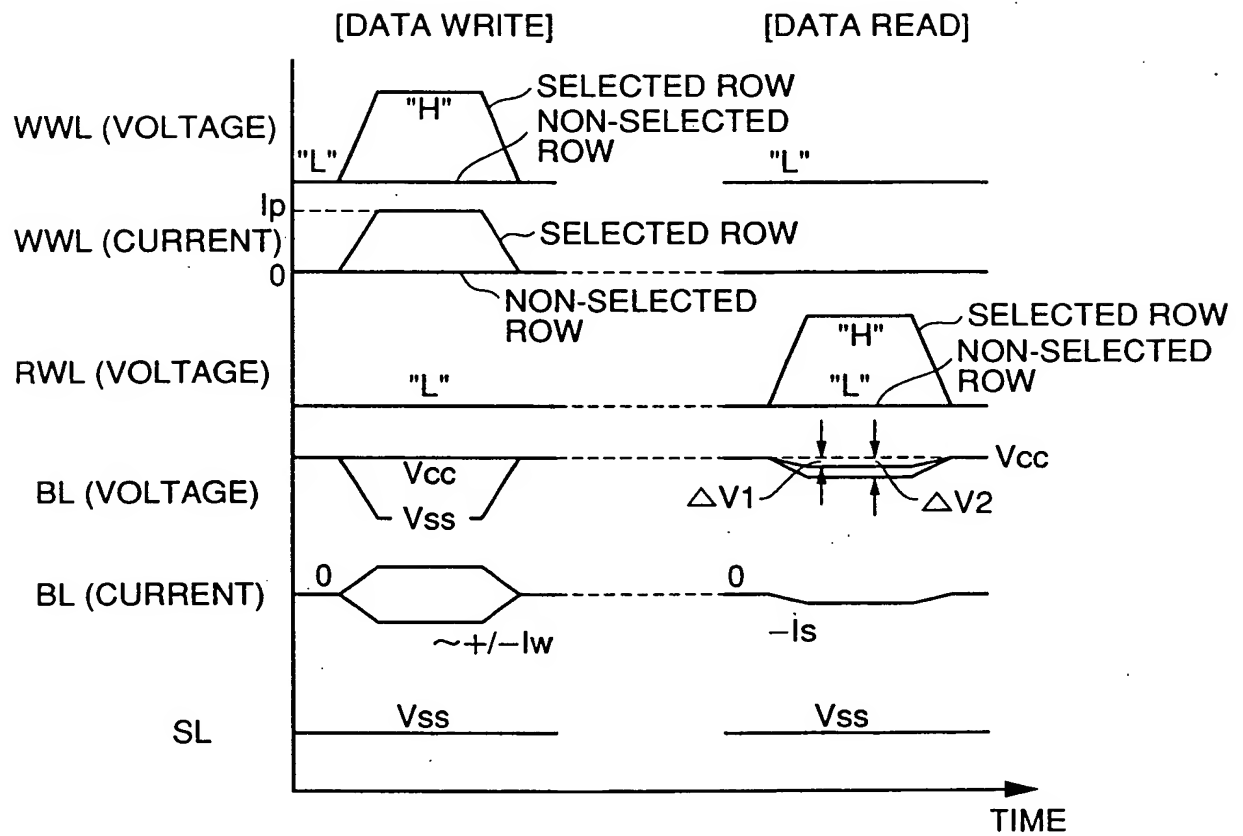 [DATA WRITE] [DATA READ]
WWL (VOLTAGE)
"L"
"H"
SELECTED ROW
NON-SELECTED
ROW
"L"
WWL (CURRENT)
Ip
0
SELECTED ROW
NON-SELECTED
ROW
RWL (VOLTAGE)
"L"
"H"
"L"
SELECTED ROW
NON-SELECTED
ROW
BL (VOLTAGE)
Vcc
Vss
△V1
△V2
Vcc
BL (CURRENT)
0
~+/−Iw
0
−Is
SL
Vss
Vss
TIME